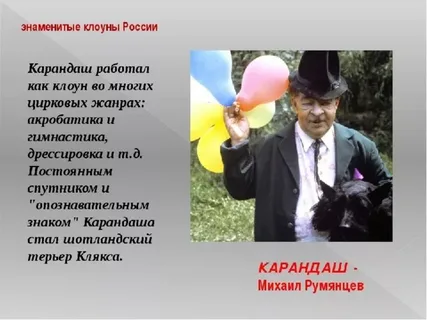 знаменитые клоуны России
Карандаш работал
как клоун во многих
цирковых жанрах:
акробатика и
гимнастика,
дрессировка и т.д.
Постоянным
спутником и
"опознавательным
знаком" Карандаша
стал шотландский
терьер Клякса.
КАРАНДАШ -
Михаил Румянцев